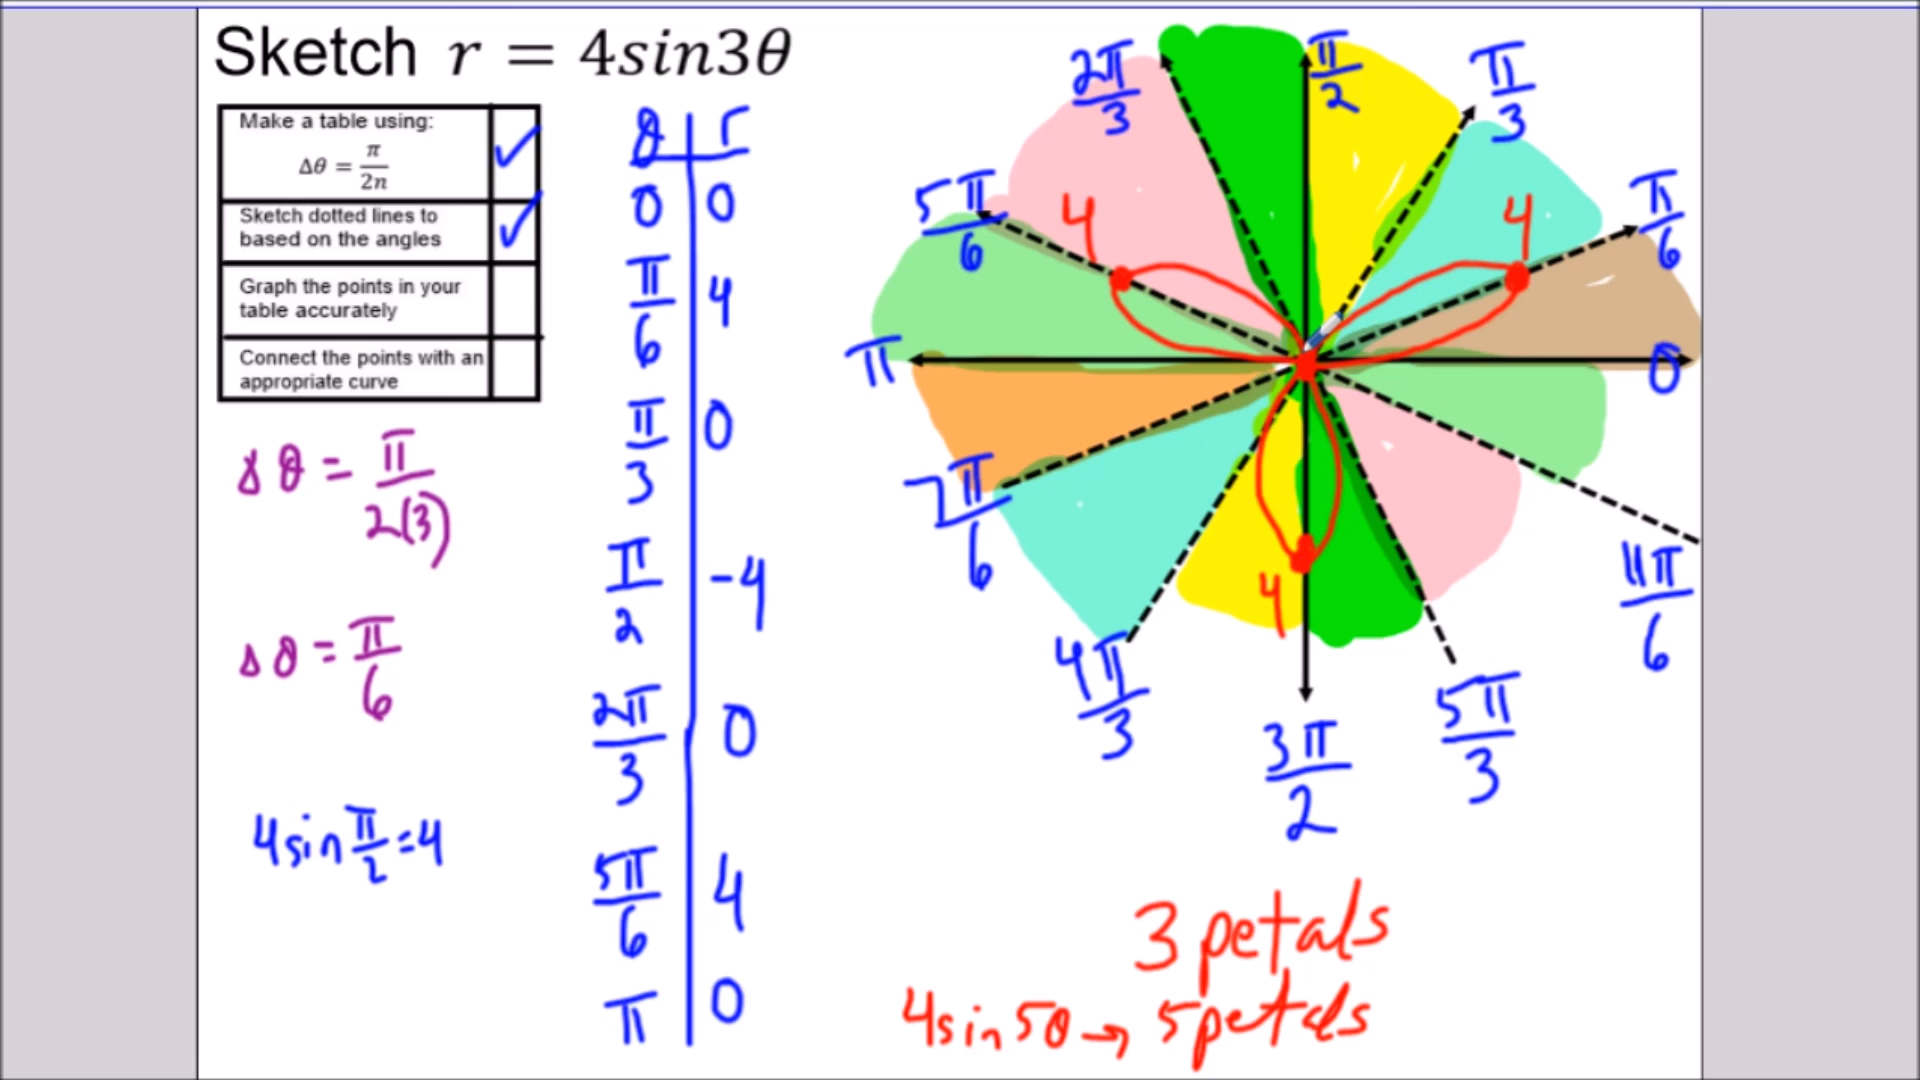 Sketch r = 4sin3θ
Make a table using:
Δθ = π/2n
Sketch dotted lines to
based on the angles
Graph the points in your
table accurately
Connect the points with an
appropriate curve
Δθ = π/2(3)
Δθ = π/6
4sin π/2 = 4
θ r
0 0
π/6 4
π/3 0
π/2 -4
2π/3 0
5π/6 4
π 0
2π/3
π/2
π/3
5π/6
4
4
π/6
π
0
7π/6
4
11π/6
4π/3
3π/2
5π/3
3 petals
4sin5θ → 5petals